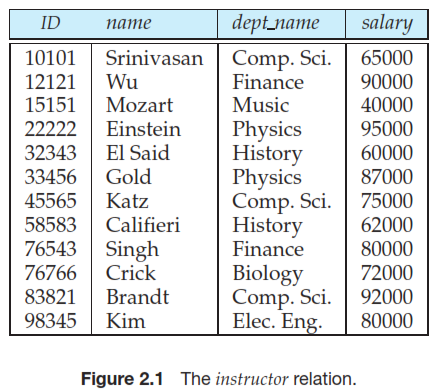 ID name dept_name salary
10101 Srinivasan Comp. Sci. 65000
12121 Wu Finance 90000
15151 Mozart Music 40000
22222 Einstein Physics 95000
32343 El Said History 60000
33456 Gold Physics 87000
45565 Katz Comp. Sci. 75000
58583 Califieri History 62000
76543 Singh Finance 80000
76766 Crick Biology 72000
83821 Brandt Comp. Sci. 92000
98345 Kim Elec. Eng. 80000
Figure 2.1 The instructor relation.